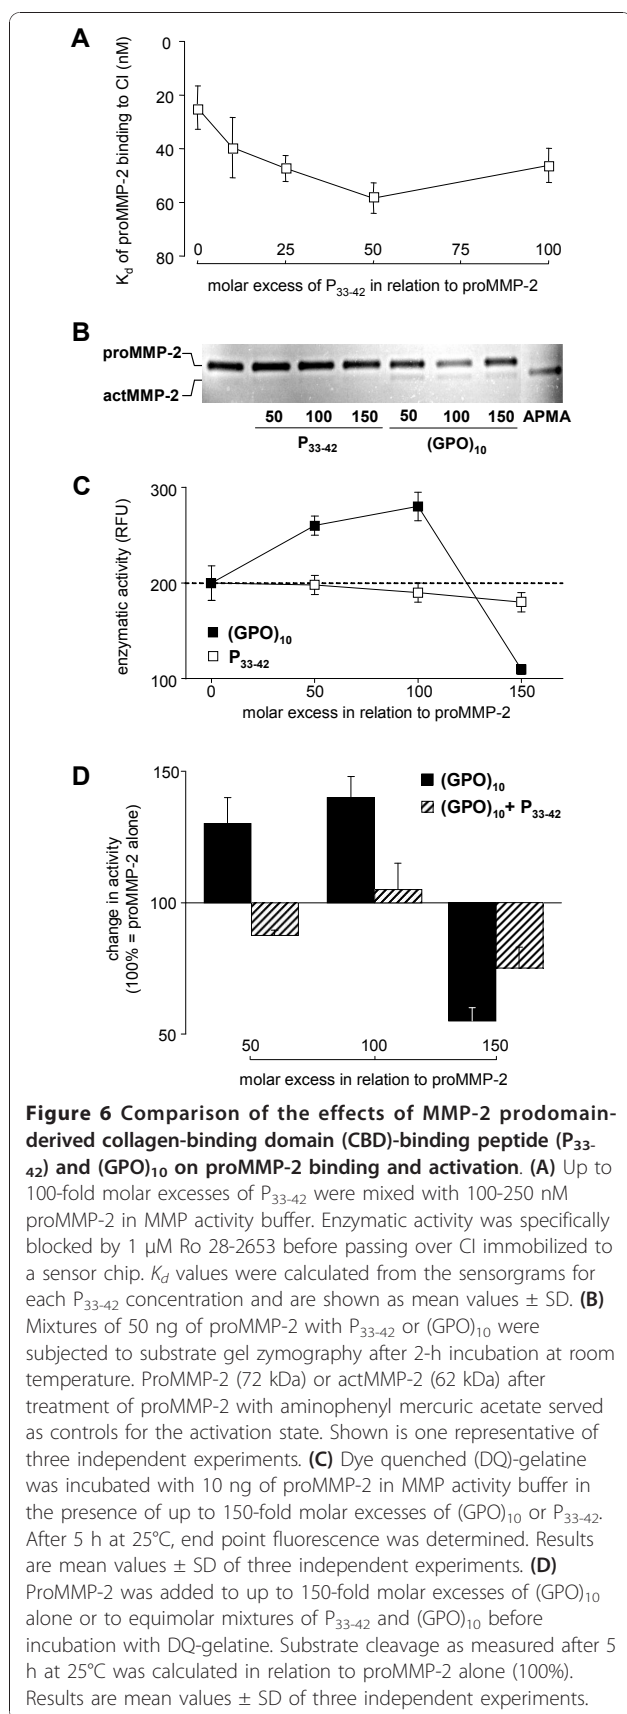 A
K_d of proMMP-2 binding to CI (nM)
0
20
40
60
80
0 25 50 75 100
molar excess of P33-42 in relation to proMMP-2
B
proMMP-2
actMMP-2
50 100 150 50 100 150 APMA
P33-42 (GPO)10
C
enzymatic activity (RFU)
300
200
100
(GPO)10
P33-42
0 50 100 150
molar excess in relation to proMMP-2
D
change in activity
(100% = proMMP-2 alone)
150
100
50
(GPO)10
(GPO)10+ P33-42
50 100 150
molar excess in relation to proMMP-2
Figure 6 Comparison of the effects of MMP-2 prodomain-
derived collagen-binding domain (CBD)-binding peptide (P33-
42) and (GPO)10 on proMMP-2 binding and activation. (A) Up to
100-fold molar excesses of P33-42 were mixed with 100-250 nM
proMMP-2 in MMP activity buffer. Enzymatic activity was specifically
blocked by 1 μM Ro 28-2653 before passing over CI immobilized to
a sensor chip. Kd values were calculated from the sensorgrams for
each P33-42 concentration and are shown as mean values ± SD. (B)
Mixtures of 50 ng of proMMP-2 with P33-42 or (GPO)10 were
subjected to substrate gel zymography after 2-h incubation at room
temperature. ProMMP-2 (72 kDa) or actMMP-2 (62 kDa) after
treatment of proMMP-2 with aminophenyl mercuric acetate served
as controls for the activation state. Shown is one representative of
three independent experiments. (C) Dye quenched (DQ)-gelatine
was incubated with 10 ng of proMMP-2 in MMP activity buffer in
the presence of up to 150-fold molar excesses of (GPO)10 or P33-42.
After 5 h at 25°C, end point fluorescence was determined. Results
are mean values ± SD of three independent experiments. (D)
ProMMP-2 was added to up to 150-fold molar excesses of (GPO)10
alone or to equimolar mixtures of P33-42 and (GPO)10 before
incubation with DQ-gelatine. Substrate cleavage as measured after 5
h at 25°C was calculated in relation to proMMP-2 alone (100%).
Results are mean values ± SD of three independent experiments.